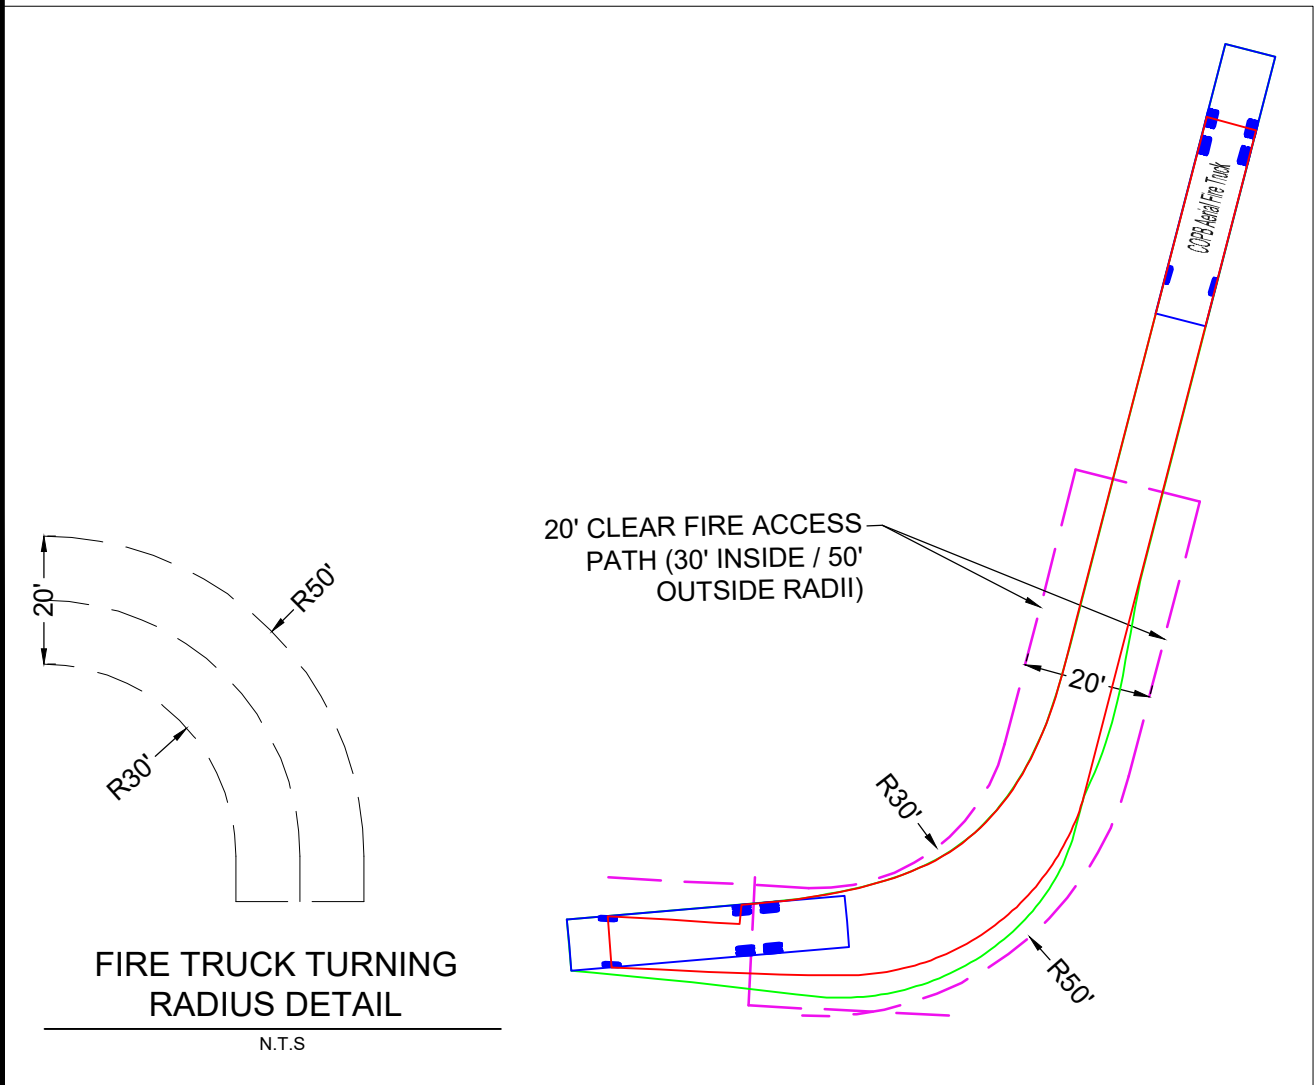 COPB Aerial Fire Truck
20' CLEAR FIRE ACCESS
PATH (30' INSIDE / 50'
OUTSIDE RADII)
20'
R50'
R30'
20'
R30'
R50'
FIRE TRUCK TURNING
RADIUS DETAIL
N.T.S